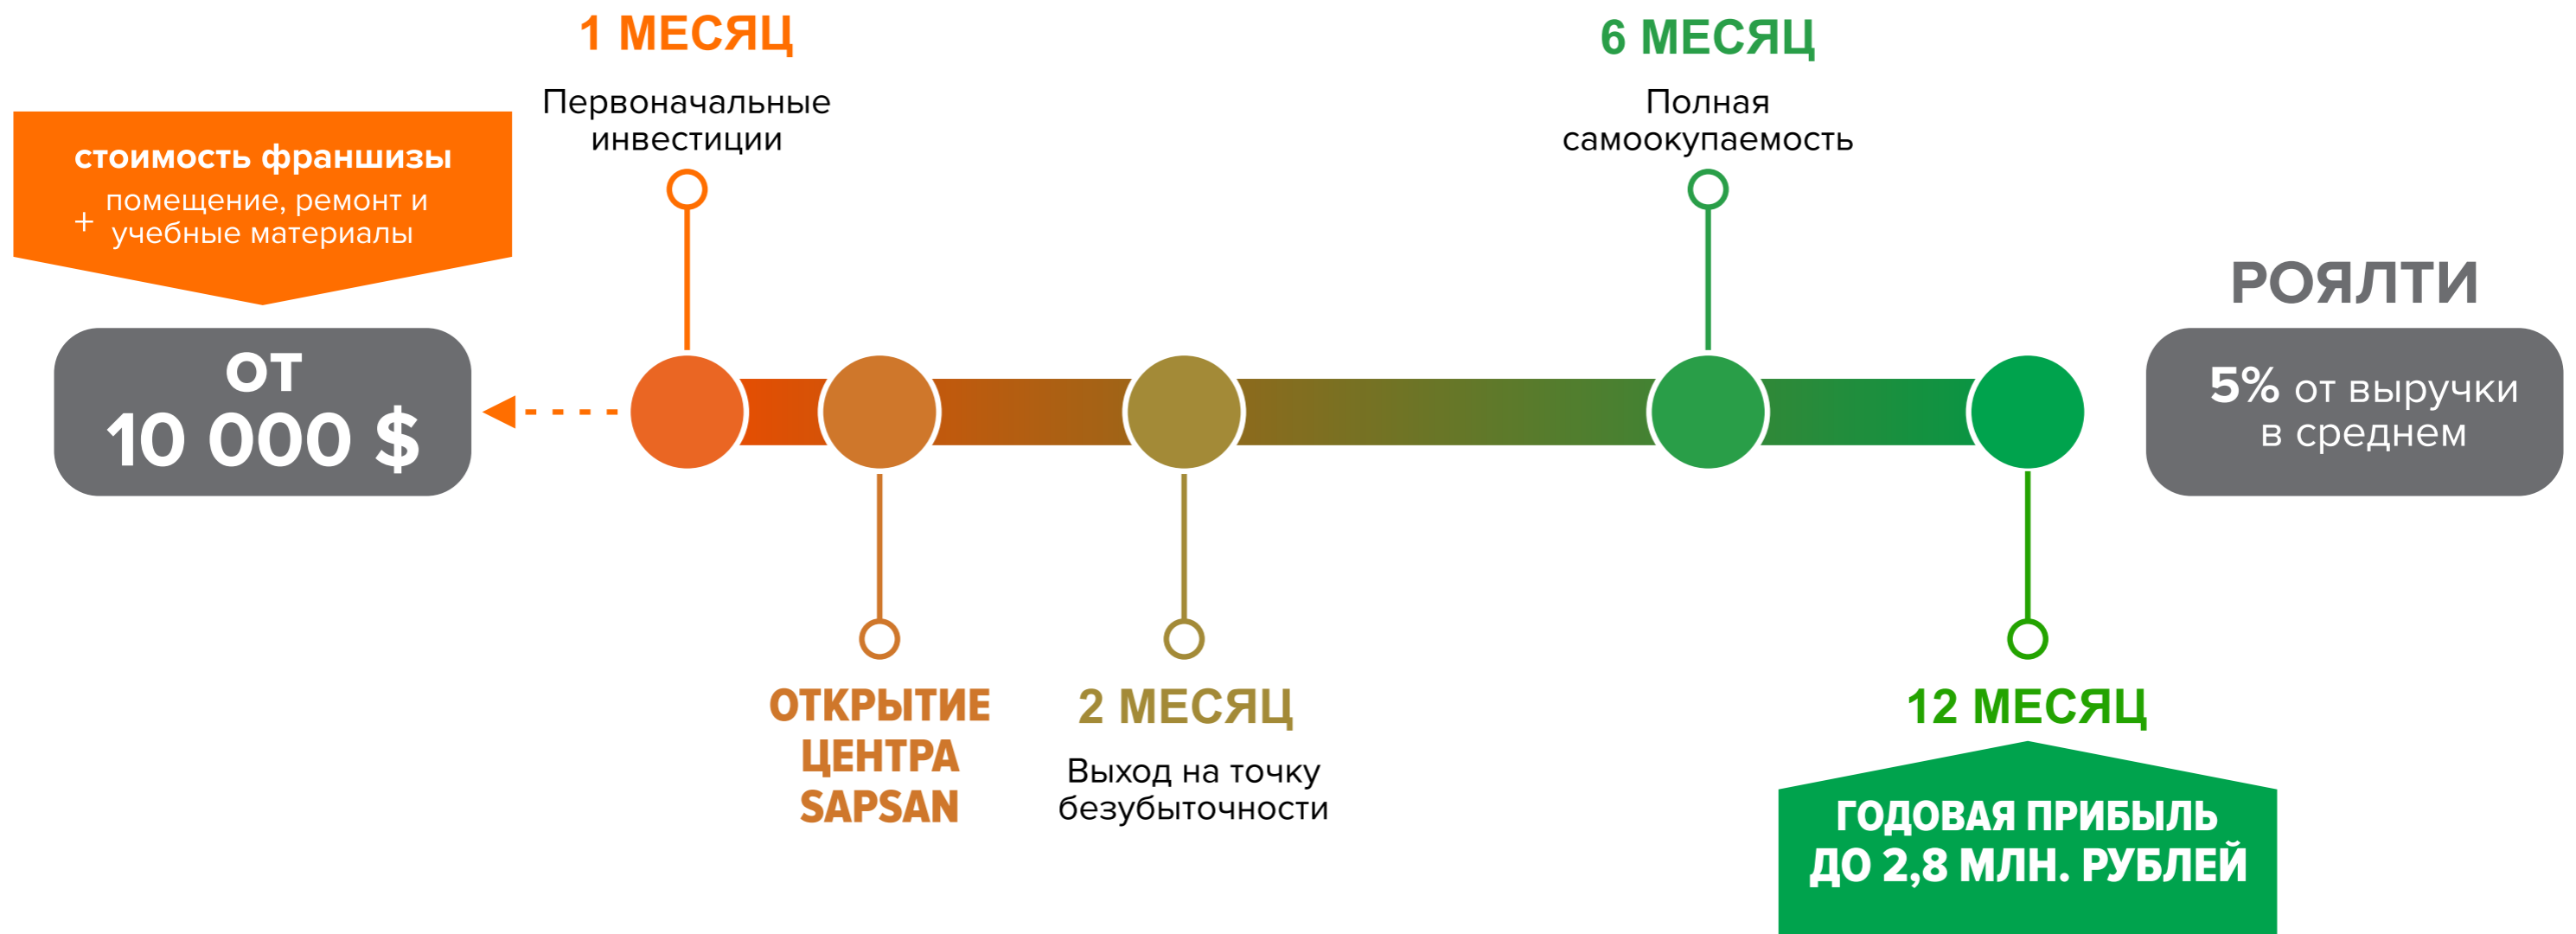 1 МЕСЯЦ
Первоначальные
инвестиции
6 МЕСЯЦ
Полная
самоокупаемость
стоимость франшизы
+ помещение, ремонт и
учебные материалы
от
10 000 $
РОЯЛТИ
5% от выручки
в среднем
ОТКРЫТИЕ
ЦЕНТРА
SAPSAN
2 МЕСЯЦ
Выход на точку
безубыточности
12 МЕСЯЦ
ГОДОВАЯ ПРИБЫЛЬ
ДО 2,8 МЛН. РУБЛЕЙ